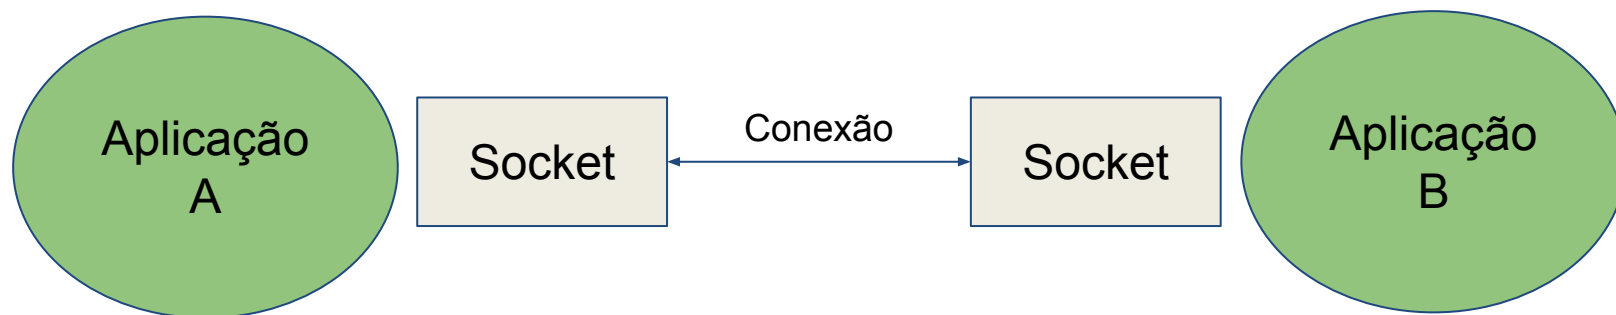 Aplicação
A
Socket
Conexão
Socket
Aplicação
B